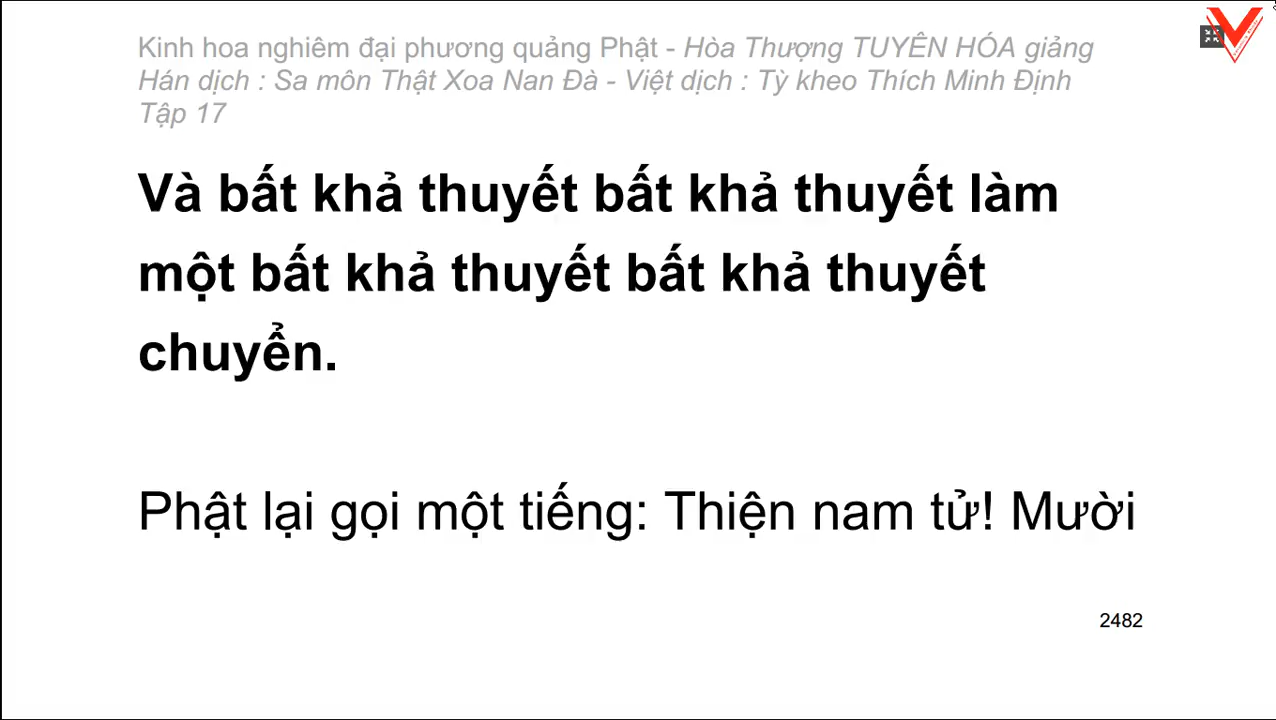 Kinh hoa nghiêm đại phương quảng Phật - Hòa Thượng TUYÊN HÓA giảng
Hán dịch : Sa môn Thật Xoa Nan Đà - Việt dịch : Tỳ kheo Thích Minh Định
Tập 17
Và bất khả thuyết bất khả thuyết làm
một bất khả thuyết bất khả thuyết
chuyển.
Phật lại gọi một tiếng: Thiện nam tử! Mười
2482